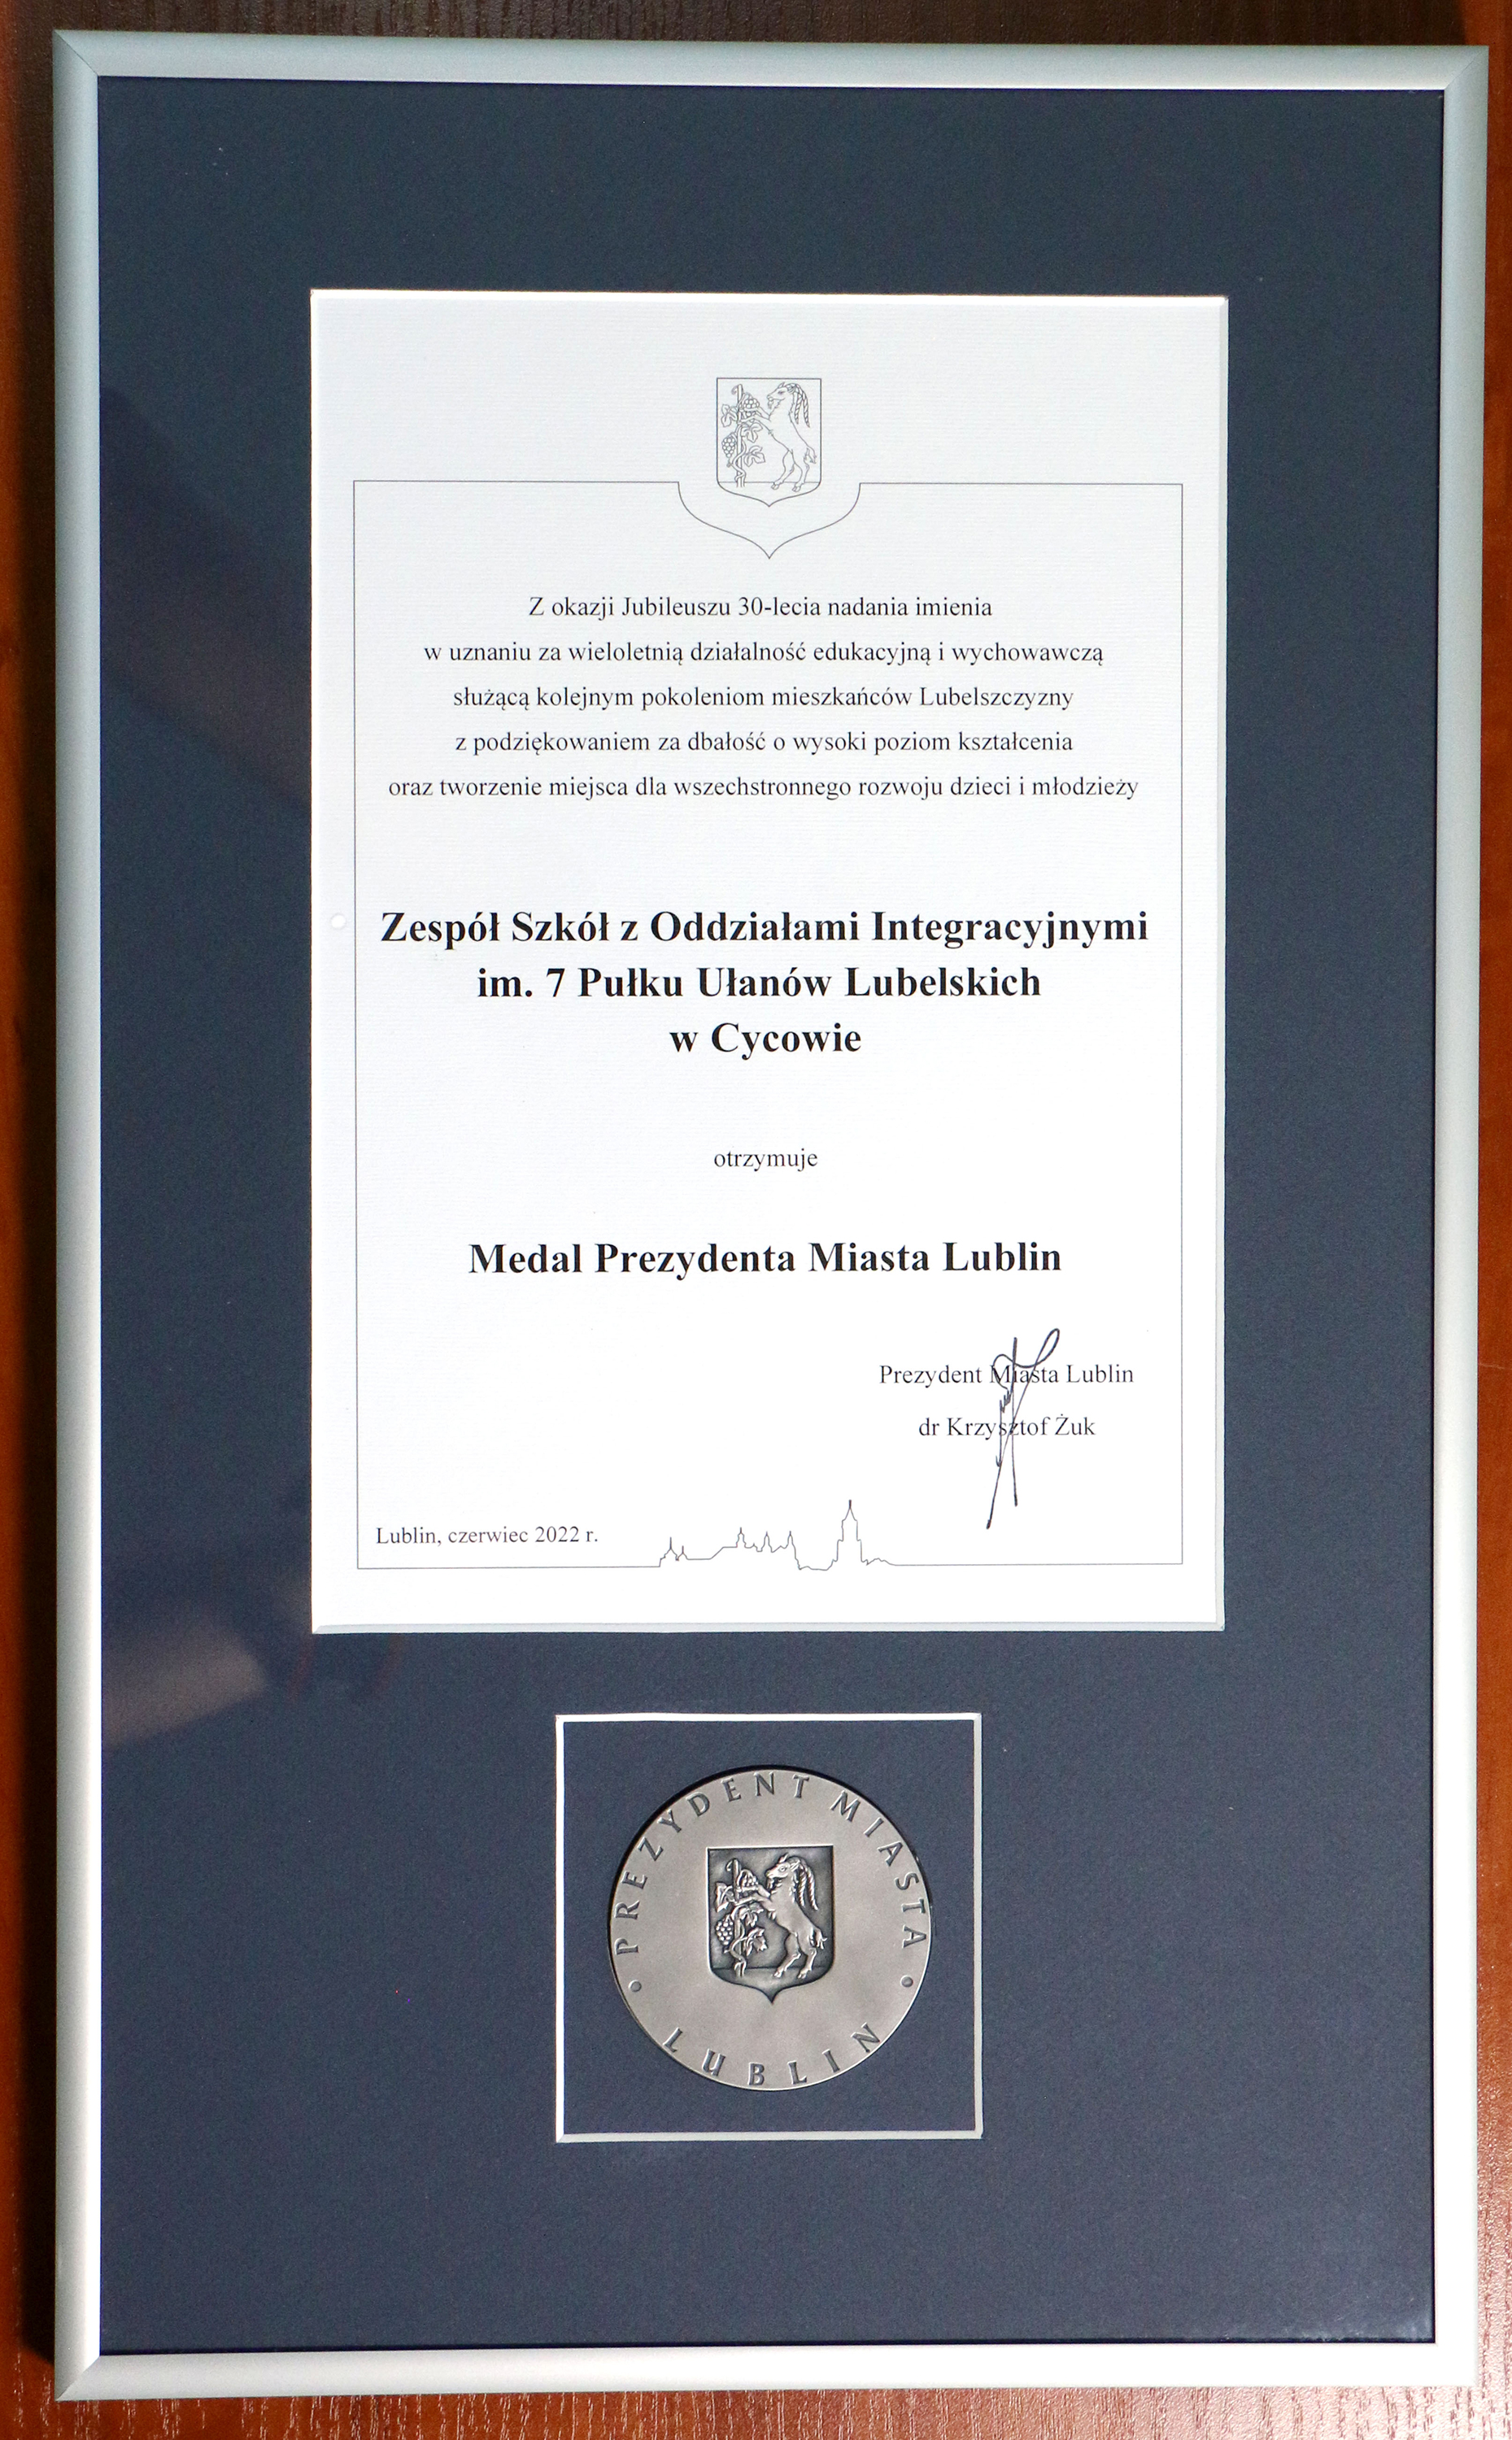 Z okazji Jubileuszu 30-lecia nadania imienia
w uznaniu za wieloletnią działalność edukacyjną i wychowawczą
służącą kolejnym pokoleniom mieszkańców Lubelszczyzny
z podziękowaniem za dbałość o wysoki poziom kształcenia
oraz tworzenie miejsca dla wszechstronnego rozwoju dzieci i młodzieży
Zespół Szkół z Oddziałami Integracyjnymi
im. 7 Pułku Ułanów Lubelskich
w Cycowie
otrzymuje
Medal Prezydenta Miasta Lublin
Prezydent Miasta Lublin
dr Krzysztof Żuk
Lublin, czerwiec 2022 r.
PREZYDENT MIASTA
LUBLIN